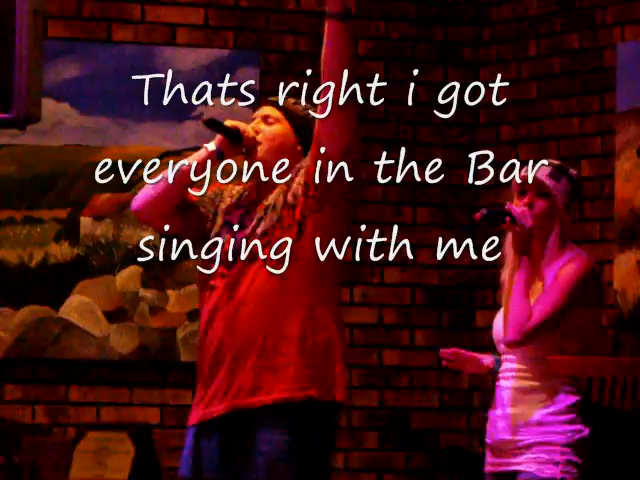 Thats right i got
everyone in the Bar
singing with me